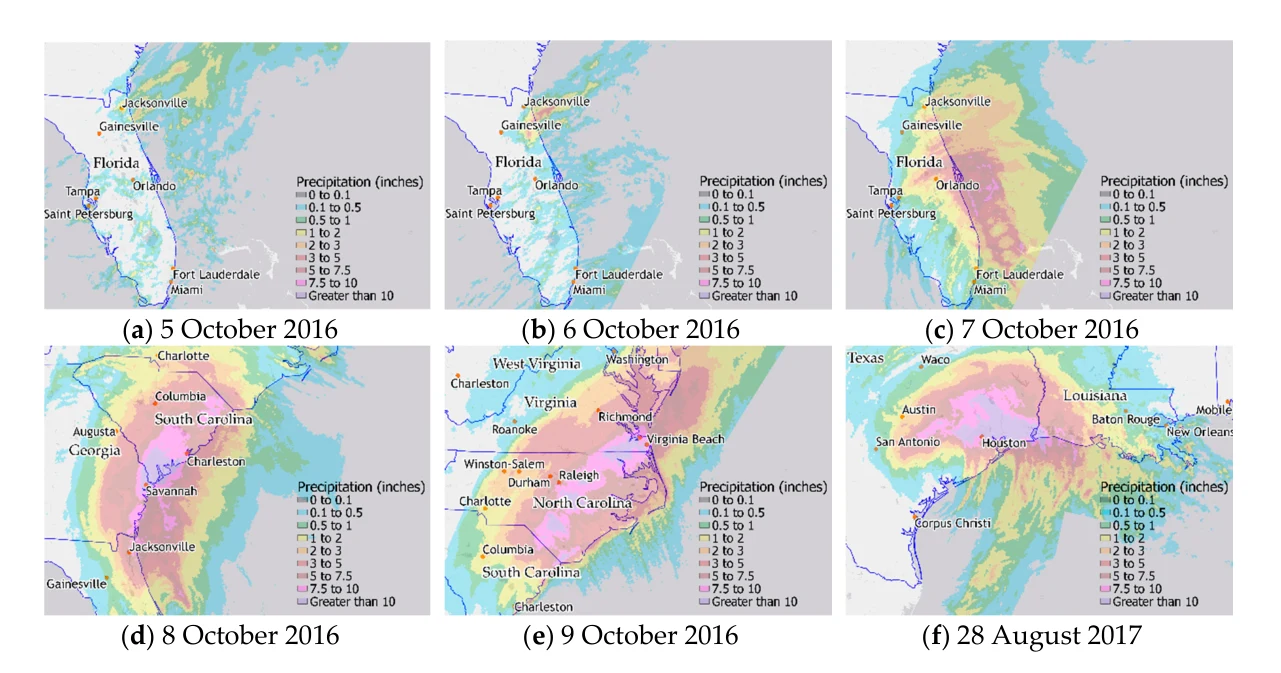 Jacksonville
Gainesville
Florida
Orlando
Tampa
Saint Petersburg
Fort Lauderdale
Miami
Precipitation (inches)
0 to 0.1
0.1 to 0.5
0.5 to 1
1 to 2
2 to 3
3 to 5
5 to 7.5
7.5 to 10
Greater than 10
(a) 5 October 2016
Jacksonville
Gainesville
Florida
Orlando
Tampa
Saint Petersburg
Fort Lauderdale
Miami
Precipitation (inches)
0 to 0.1
0.1 to 0.5
0.5 to 1
1 to 2
2 to 3
3 to 5
5 to 7.5
7.5 to 10
Greater than 10
(b) 6 October 2016
Jacksonville
Gainesville
Florida
Orlando
Tampa
Saint Petersburg
Fort Lauderdale
Miami
Precipitation (inches)
0 to 0.1
0.1 to 0.5
0.5 to 1
1 to 2
2 to 3
3 to 5
5 to 7.5
7.5 to 10
Greater than 10
(c) 7 October 2016
Charlotte
Columbia
South Carolina
Augusta
Georgia
Charleston
Savannah
Jacksonville
Gainesville
Precipitation (inches)
0 to 0.1
0.1 to 0.5
0.5 to 1
1 to 2
2 to 3
3 to 5
5 to 7.5
7.5 to 10
Greater than 10
(d) 8 October 2016
West Virginia
Washington
Charleston
Virginia
Richmond
Roanoke
Virginia Beach
Winston-Salem
Raleigh
Durham
Charlotte
North Carolina
Columbia
South Carolina
Charleston
Precipitation (inches)
0 to 0.1
0.1 to 0.5
0.5 to 1
1 to 2
2 to 3
3 to 5
5 to 7.5
7.5 to 10
Greater than 10
(e) 9 October 2016
Texas
Waco
Louisiana
Austin
Baton Rouge
Mobile
New Orleans
San Antonio
Houston
Corpus Christi
Precipitation (inches)
0 to 0.1
0.1 to 0.5
0.5 to 1
1 to 2
2 to 3
3 to 5
5 to 7.5
7.5 to 10
Greater than 10
(f) 28 August 2017